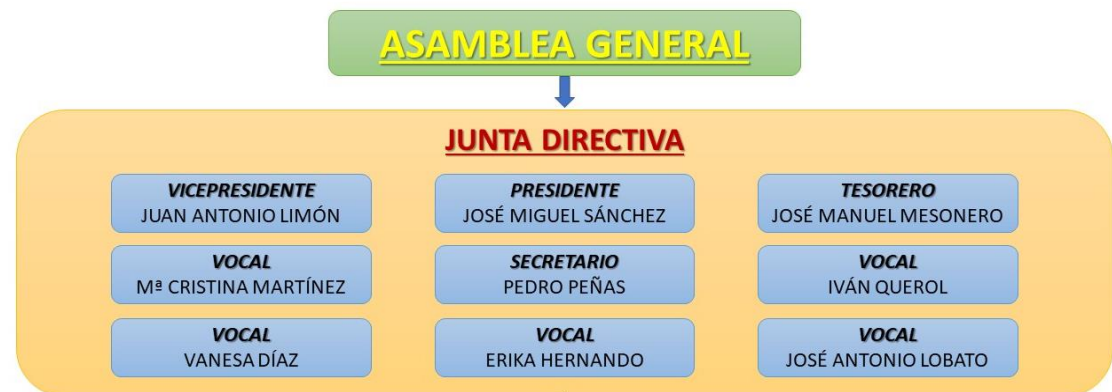 ASAMBLEA GENERAL
JUNTA DIRECTIVA
VICEPRESIDENTE
JUAN ANTONIO LIMÓN
PRESIDENTE
JOSÉ MIGUEL SÁNCHEZ
TESORERO
JOSÉ MANUEL MESONERO
VOCAL
Mª CRISTINA MARTÍNEZ
SECRETARIO
PEDRO PEÑAS
VOCAL
IVÁN QUEROL
VOCAL
VANESA DÍAZ
VOCAL
ERIKA HERNANDO
VOCAL
JOSÉ ANTONIO LOBATO